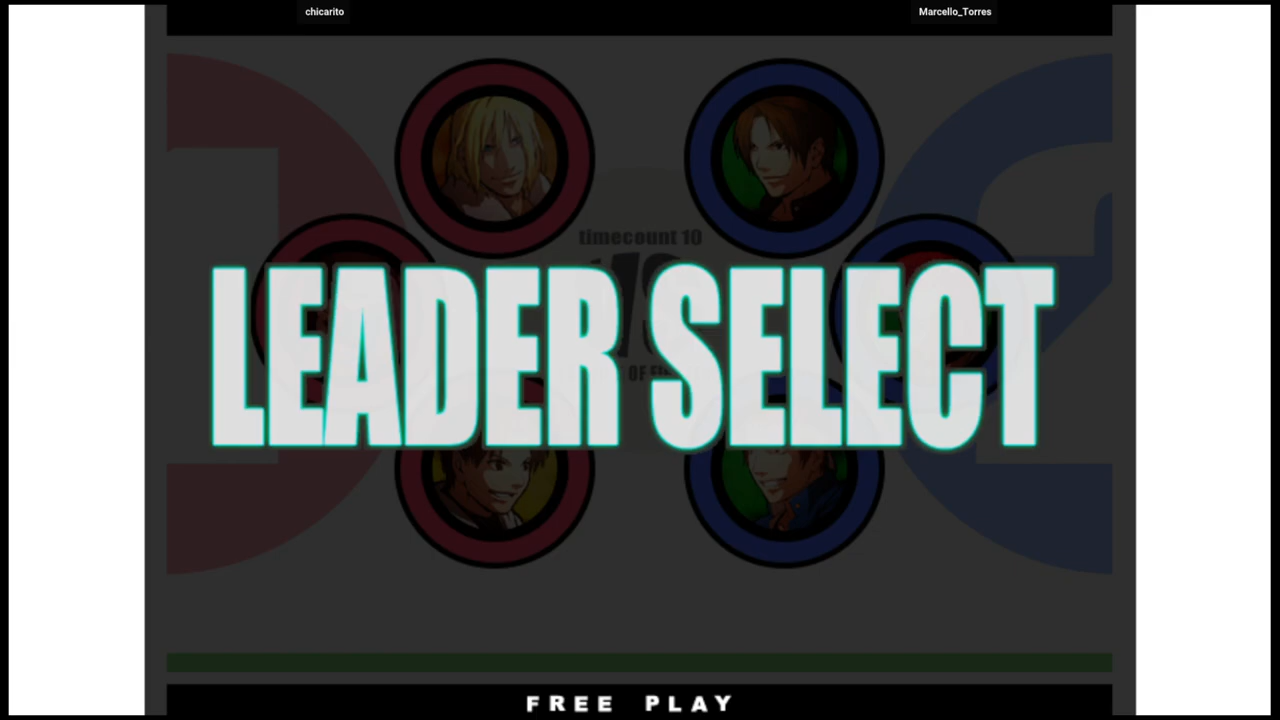 chicarito
Marcello_Torres
timecount 10
LEADER SELECT
FREE PLAY